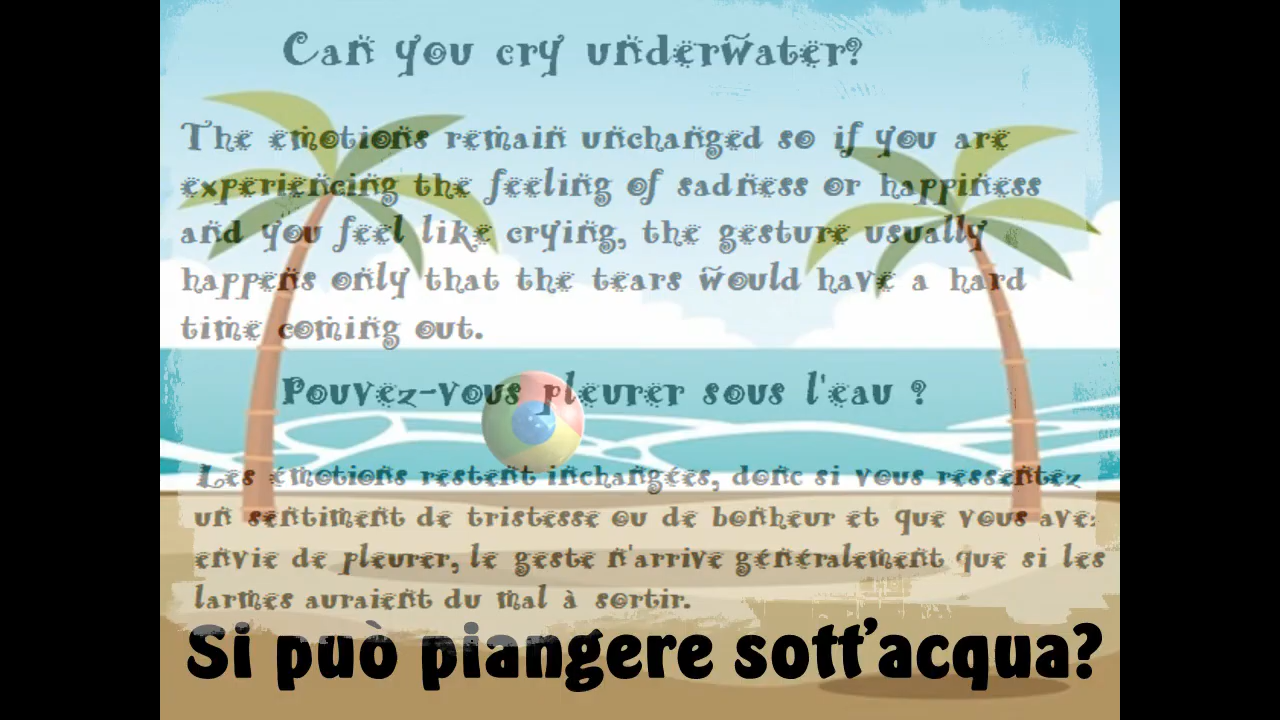 Can you cry underwater?
The emotions remain unchanged so if you are
experiencing the feeling of sadness or happiness
and you feel like crying, the gesture usually
happens only that the tears would have a hard
time coming out.
Pouvez-vous pleurer sous l'eau ?
Les émotions restent inchangées, donc si vous ressentez
un sentiment de tristesse ou de bonheur et que vous avez
envie de pleurer, le geste n'arrive généralement que si les
larmes auraient du mal à sortir.
Si può piangere sott'acqua?